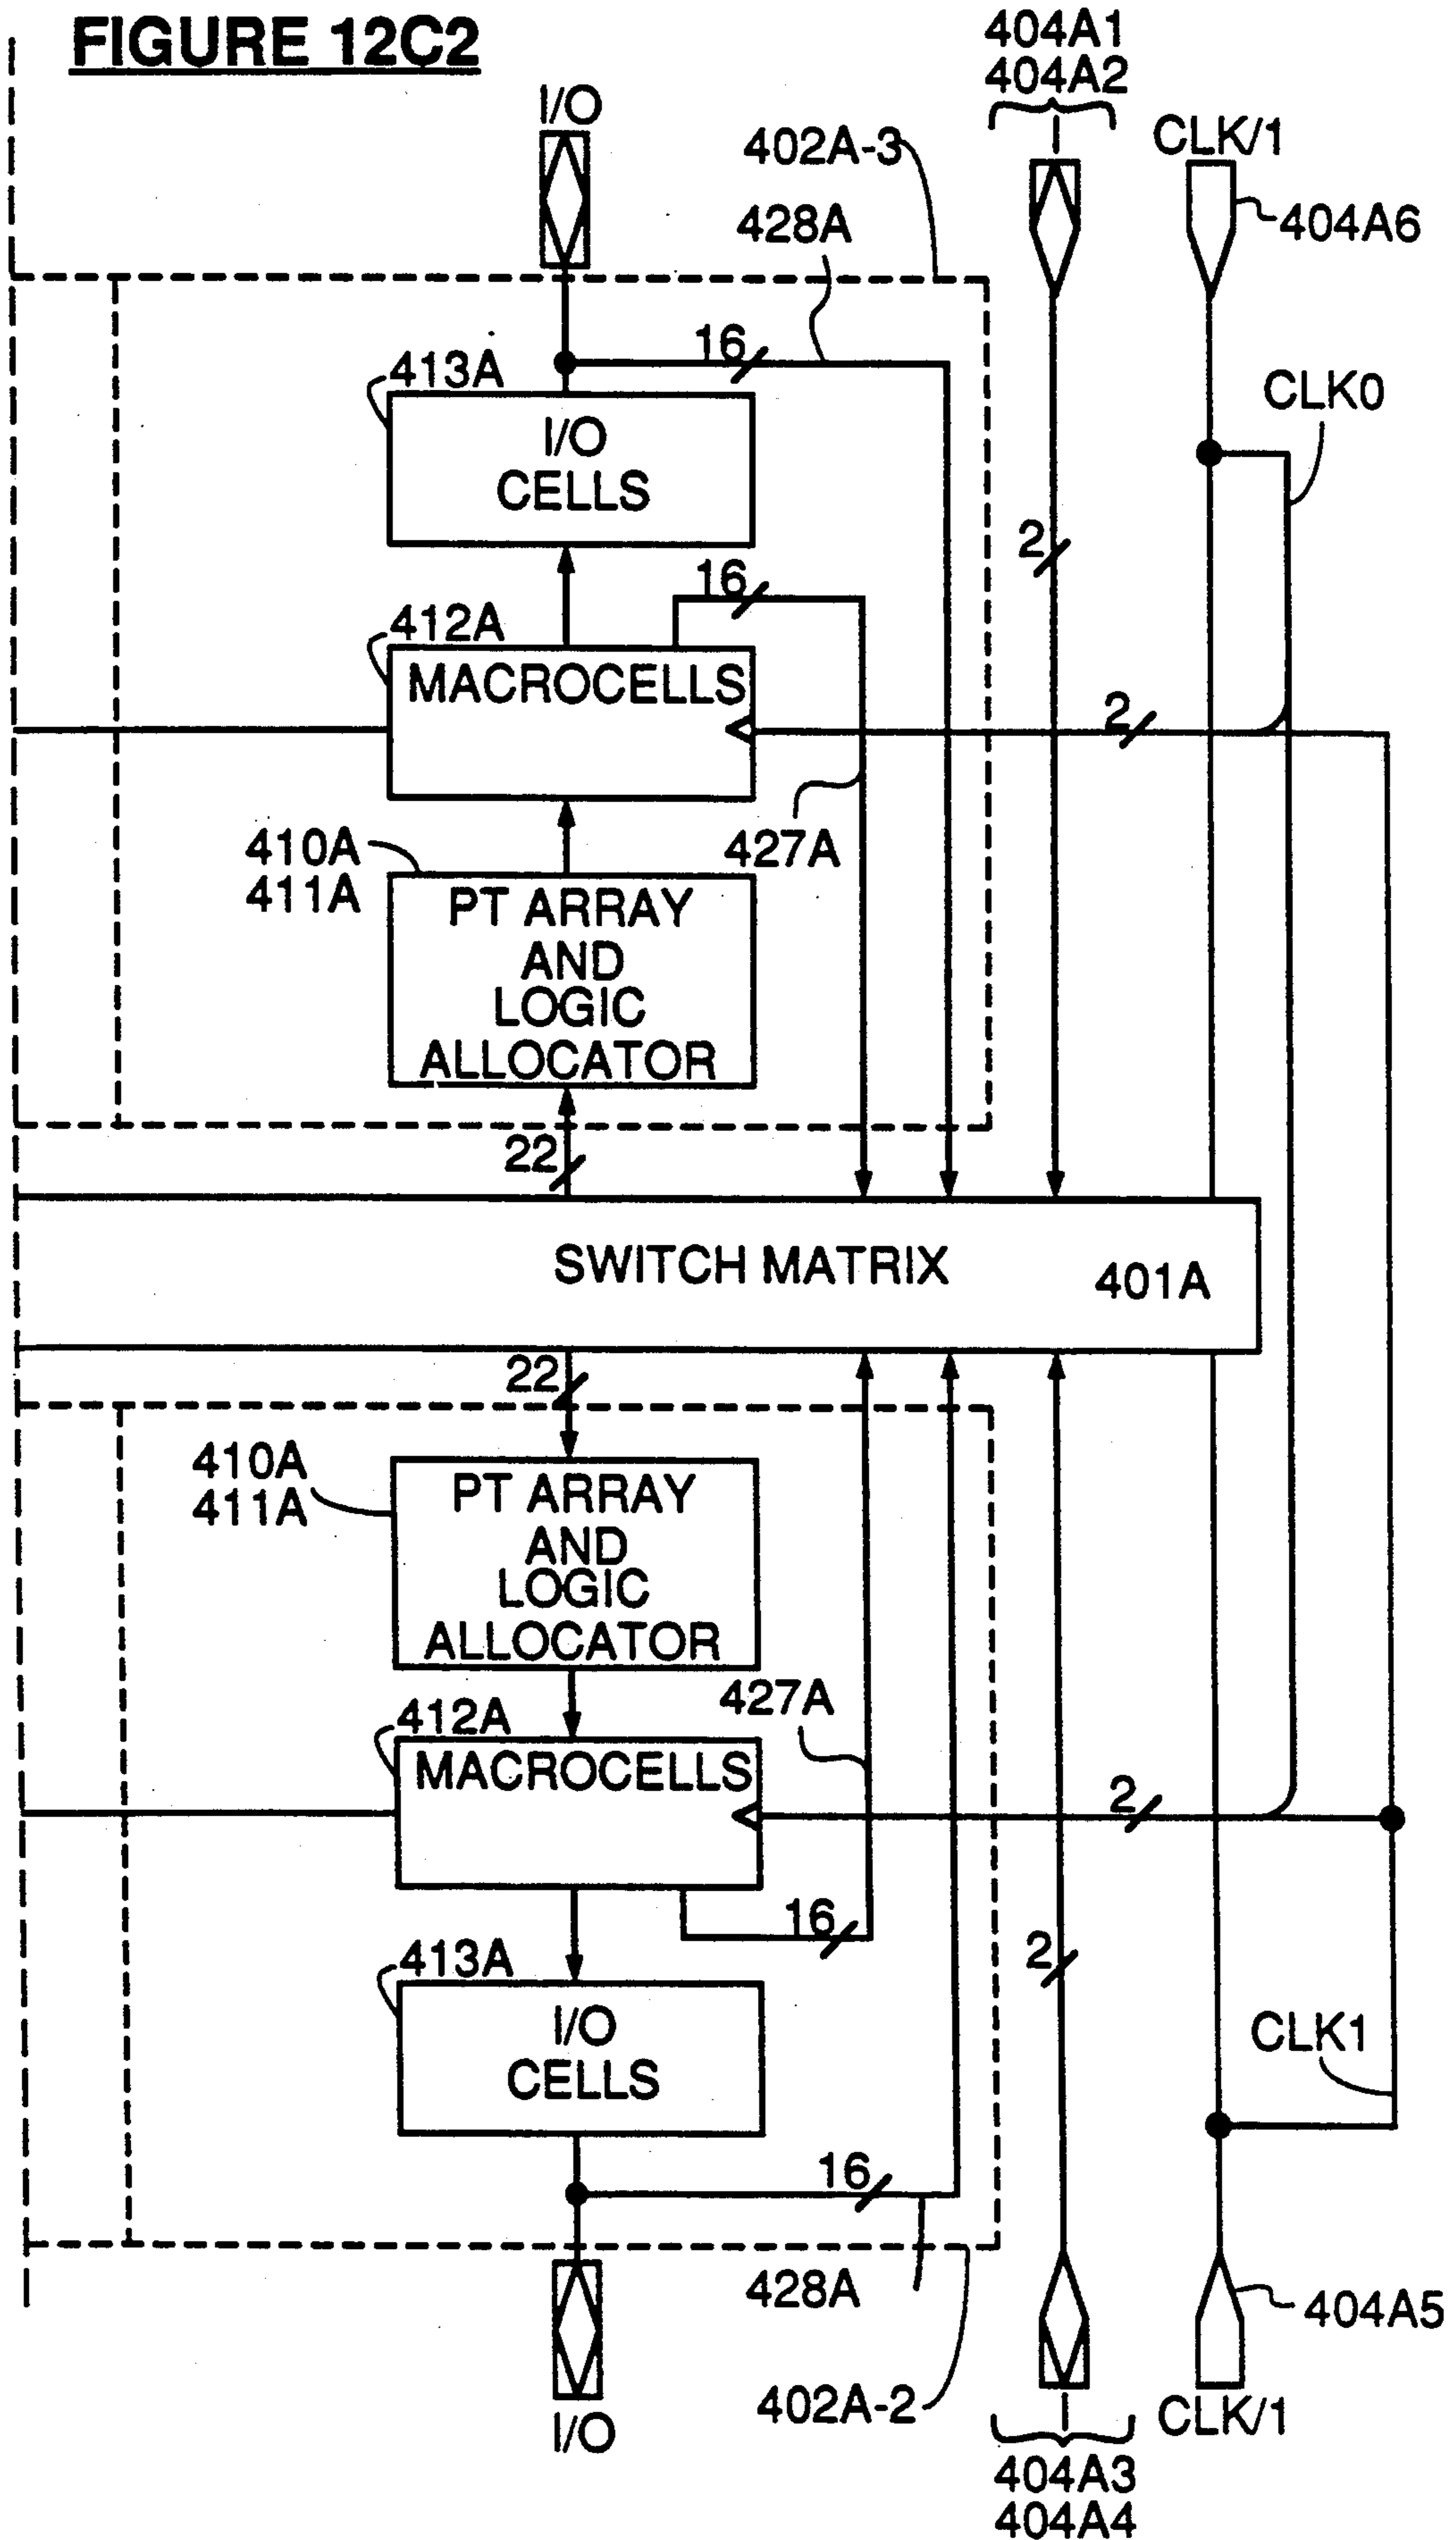 FIGURE 12C2
404A1
404A2
I/O
402A-3
CLK/1
428A
404A6
16
413A
CLK0
I/O
CELLS
2
16
412A
MACROCELLS
2
410A
411A
427A
PT ARRAY
AND
LOGIC
ALLOCATOR
22
SWITCH MATRIX
401A
22
410A
411A
PT ARRAY
AND
LOGIC
ALLOCATOR
427A
412A
MACROCELLS
2
16
413A
2
I/O
CELLS
CLK1
16
428A
404A5
402A-2
CLK/1
I/O
404A3
404A4